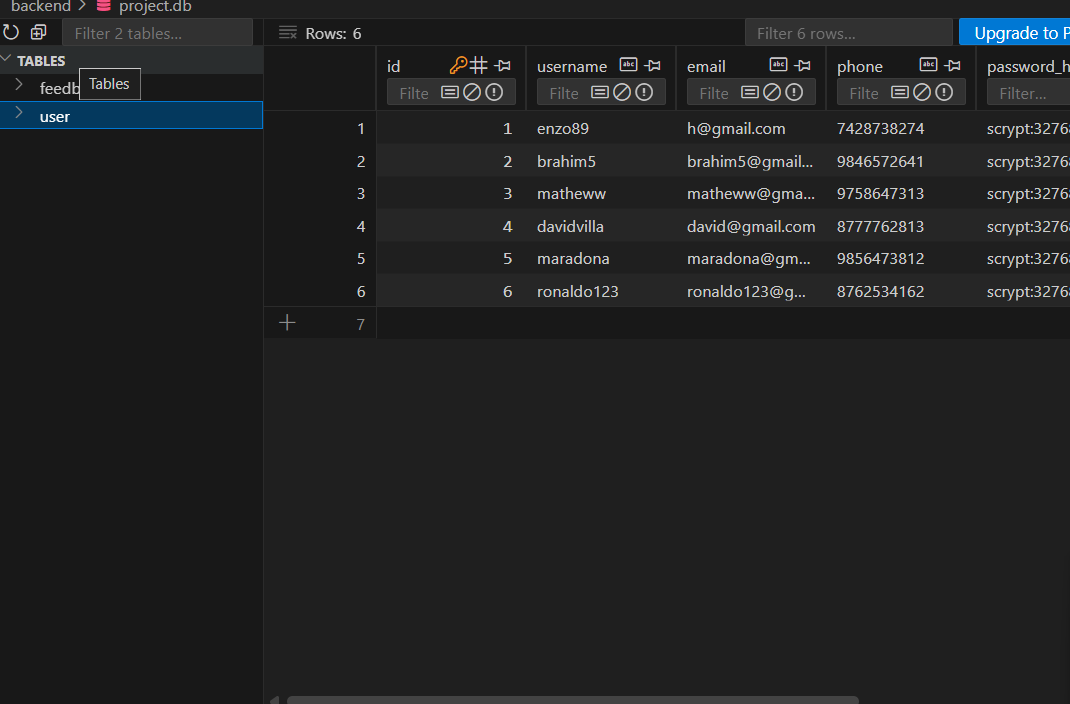 backend > project.db
Filter 2 tables... Rows: 6 Filter 6 rows... Upgrade to P
TABLES
feedb
Tables
user
id username email phone password_h
Filte Filte Filte Filte Filter...
1 1 enzo89 h@gmail.com 7428738274 scrypt:3276
2 2 brahim5 brahim5@gmail... 9846572641 scrypt:3276
3 3 matheww matheww@gma... 9758647313 scrypt:3276
4 4 davidvilla david@gmail.com 8777762813 scrypt:3276
5 5 maradona maradona@gm... 9856473812 scrypt:3276
6 6 ronaldo123 ronaldo123@g... 8762534162 scrypt:3276
7